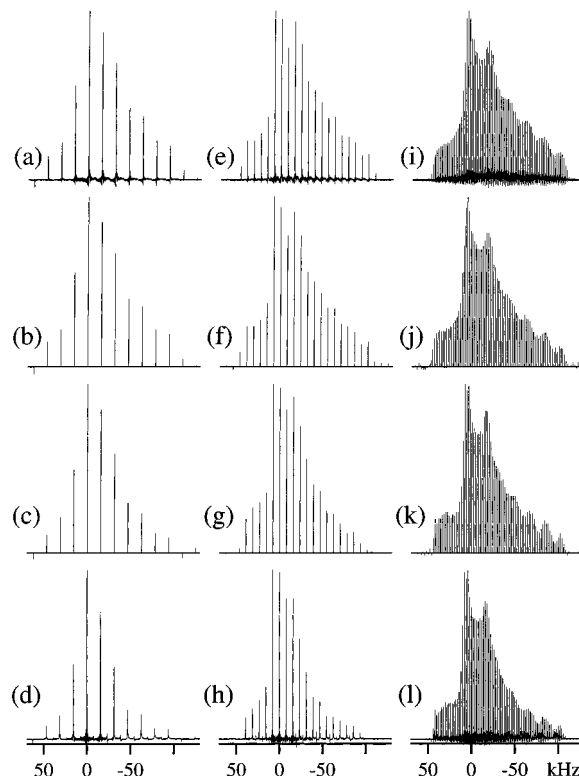 (a) (e) (i)
(b) (f) (j)
(c) (g) (k)
(d) (h) (l)
50 0 -50 50 0 -50 50 0 -50 kHz